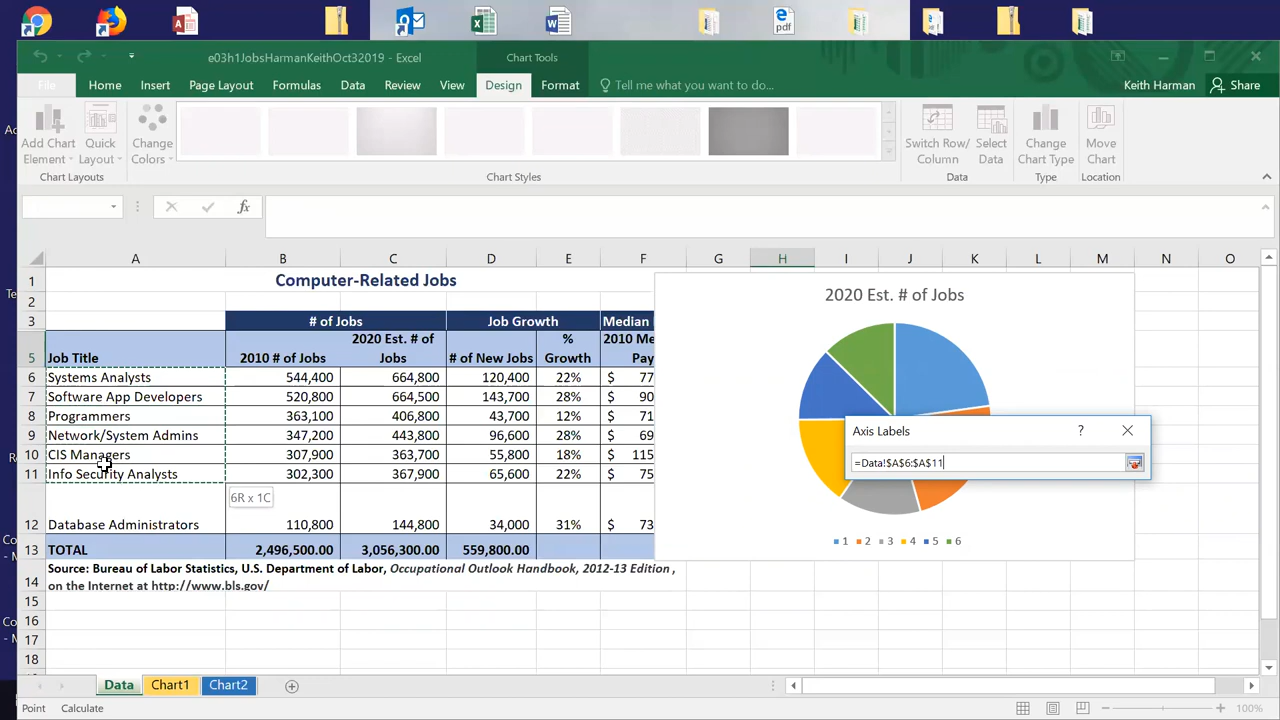 pdf
e03h1JobsHarmanKeithOct32019 - Excel
Chart Tools
File Home Insert Page Layout Formulas Data Review View Design Format Tell me what you want to do... Keith Harman Share
Add Chart Element Quick Layout Change Colors Switch Row/ Column Select Data Change Chart Type Move Chart
Chart Layouts Chart Styles Data Type Location
fx
A B C D E F G H I J K L M N O
1 Computer-Related Jobs
2
3 # of Jobs Job Growth Median
5 Job Title 2010 # of Jobs 2020 Est. # of Jobs # of New Jobs % Growth 2010 Me Pay
6 Systems Analysts 544,400 664,800 120,400 22% $ 77
7 Software App Developers 520,800 664,500 143,700 28% $ 90
8 Programmers 363,100 406,800 43,700 12% $ 71
9 Network/System Admins 347,200 443,800 96,600 28% $ 69
10 CIS Managers 307,900 363,700 55,800 18% $ 115
11 Info Security Analysts 302,300 367,900 65,600 22% $ 75
6R x 1C
12 Database Administrators 110,800 144,800 34,000 31% $ 73
13 TOTAL 2,496,500.00 3,056,300.00 559,800.00
14 Source: Bureau of Labor Statistics, U.S. Department of Labor, Occupational Outlook Handbook, 2012-13 Edition ,
on the Internet at http://www.bls.gov/
15
16
17
18
2020 Est. # of Jobs
Axis Labels ?
=Data!$A$6:$A$11
1 2 3 4 5 6
Data Chart1 Chart2
Point Calculate 100%